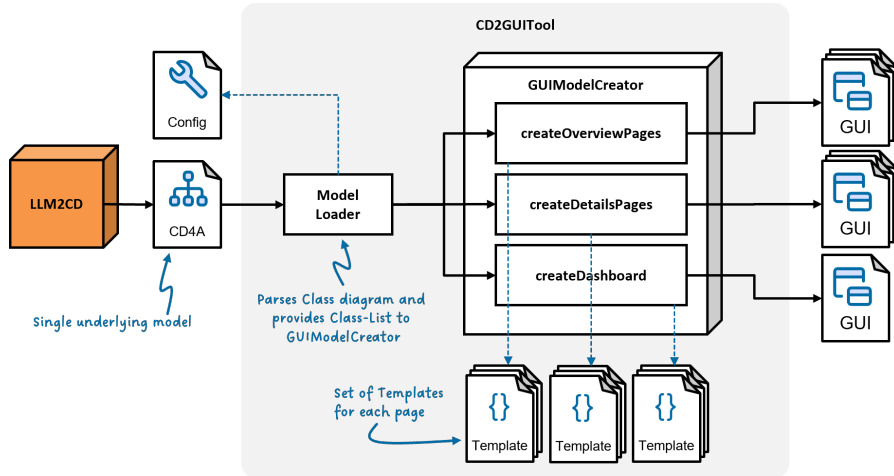 CD2GUITool
Config
LLM2CD
CD4A
Model
Loader
GUIModelCreator
createOverviewPages
createDetailsPages
createDashboard
GUI
GUI
GUI
Single underlying model
Parses Class diagram and
provides Class-List to
GUIModelCreator
Set of Templates
for each page
{}
Template
{}
Template
{}
Template